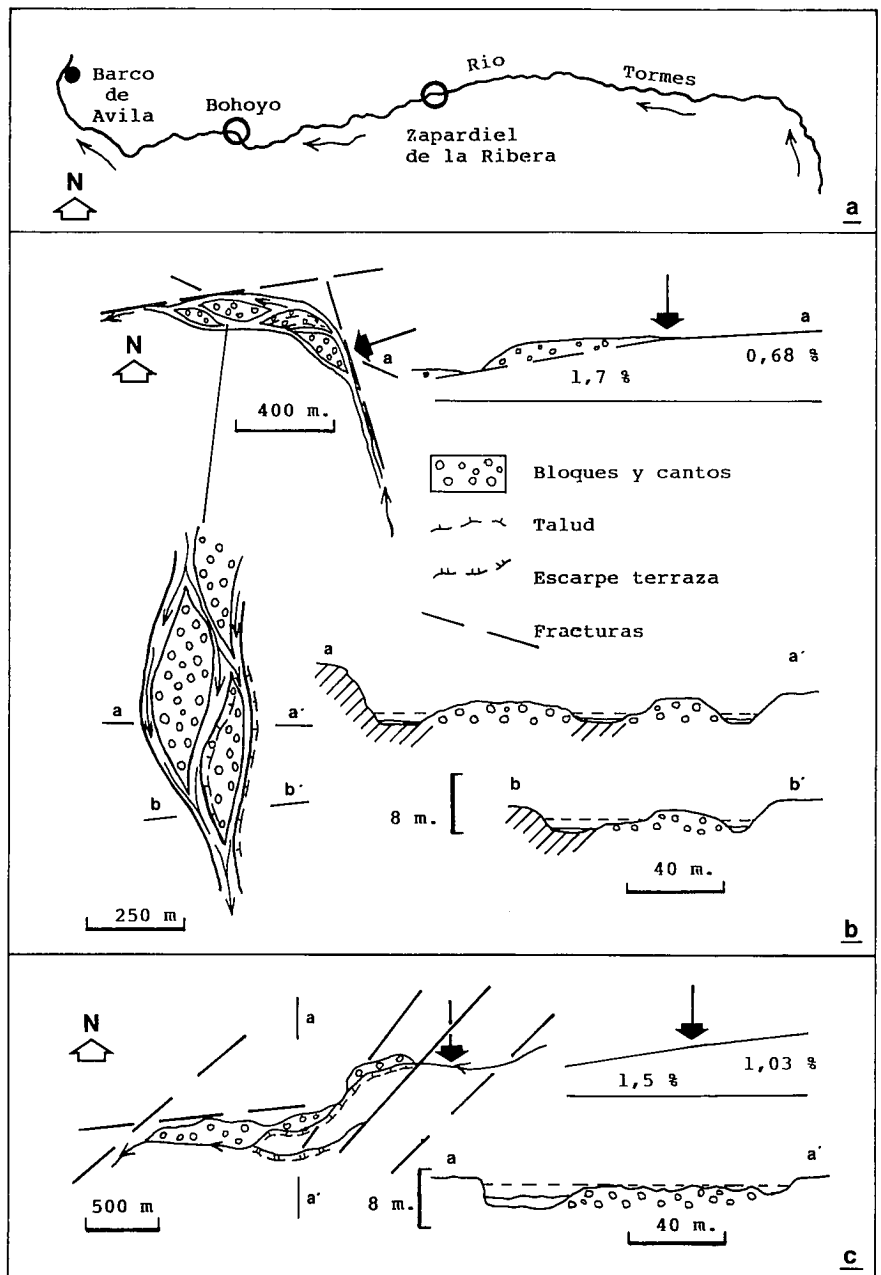 Barco
de
Avila
Bohoyo
Rio
Tormes
Zapardiel
de la Ribera
N
a
N
400 m.
a
a
1,7 %
0,68 %
Bloques y cantos
Talud
Escarpe terraza
Fracturas
a
a'
a
a'
b
b'
b
b'
8 m.
40 m.
250 m
b
N
a
1,5 %
1,03 %
a
a'
a'
8 m.
500 m
40 m.
c